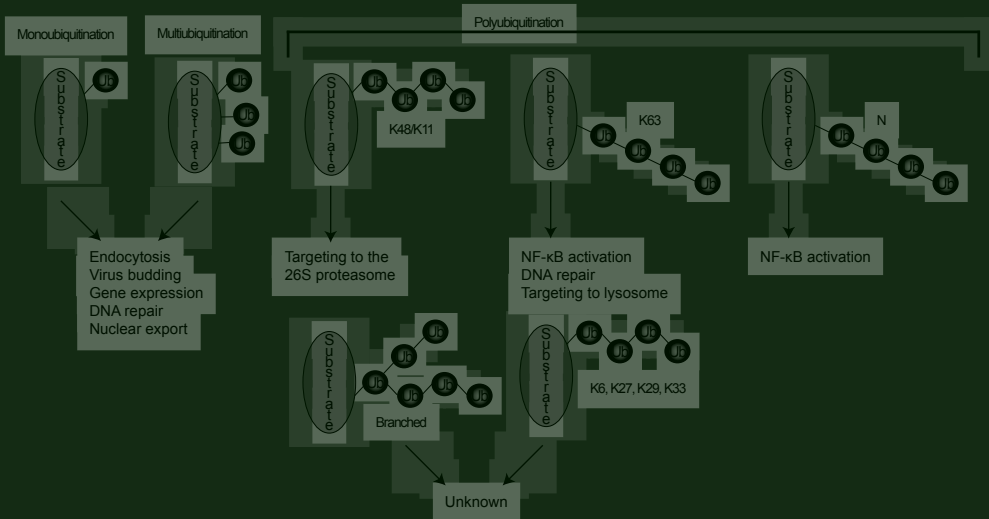 Polyubiquitination
Monoubiquitination
Multiubiquitination
Substrate
Ub
Substrate
Ub
Ub
Ub
Substrate
Ub
Ub
Ub
Ub
K48/K11
Substrate
K63
Ub
Ub
Ub
Ub
Substrate
N
Ub
Ub
Ub
Ub
Endocytosis
Virus budding
Gene expression
DNA repair
Nuclear export
Targeting to the
26S proteasome
NF-κB activation
DNA repair
Targeting to lysosome
NF-κB activation
Substrate
Ub
Ub
Ub
Ub
Ub
Ub
Branched
Substrate
Ub
Ub
Ub
Ub
K6, K27, K29, K33
Unknown